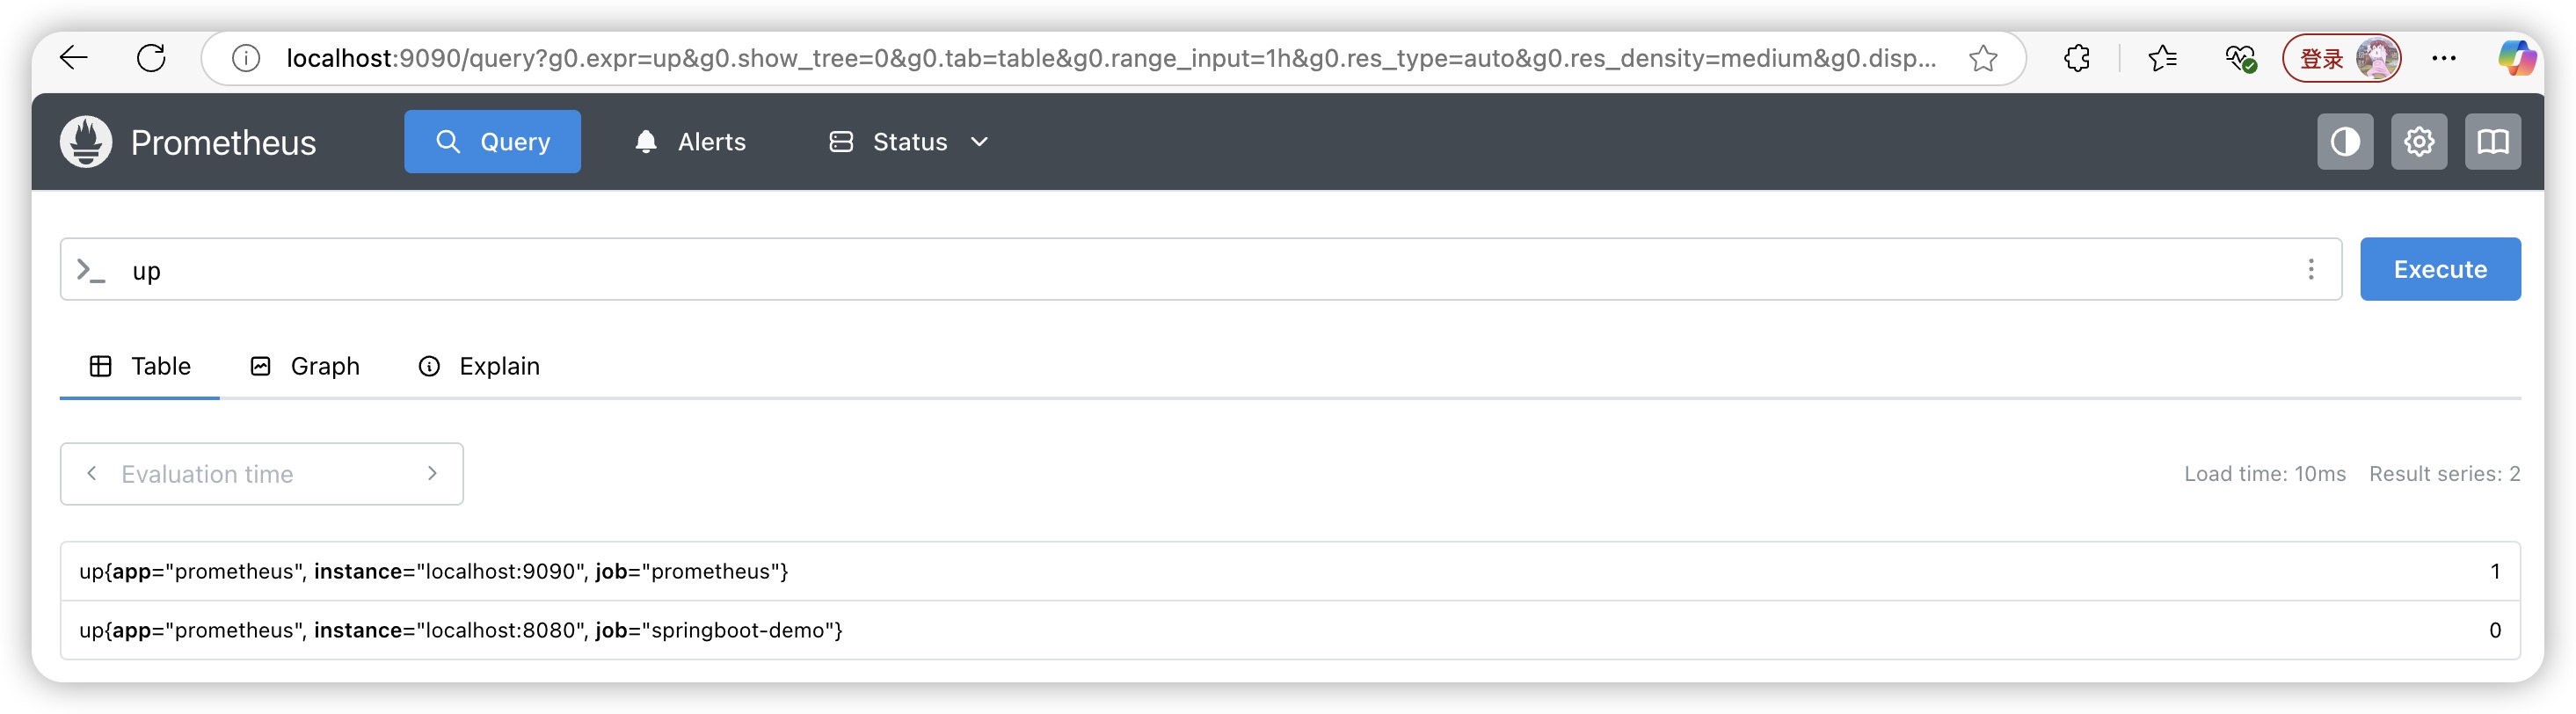 localhost:9090/query?g0.expr=up&g0.show_tree=0&g0.tab=table&g0.range_input=1h&g0.res_type=auto&g0.res_density=medium&g0.disp...
登录
Prometheus
Query
Alerts
Status
>_ up
Execute
Table
Graph
Explain
Evaluation time
Load time: 10ms Result series: 2
up{app="prometheus", instance="localhost:9090", job="prometheus"} 1
up{app="prometheus", instance="localhost:8080", job="springboot-demo"} 0